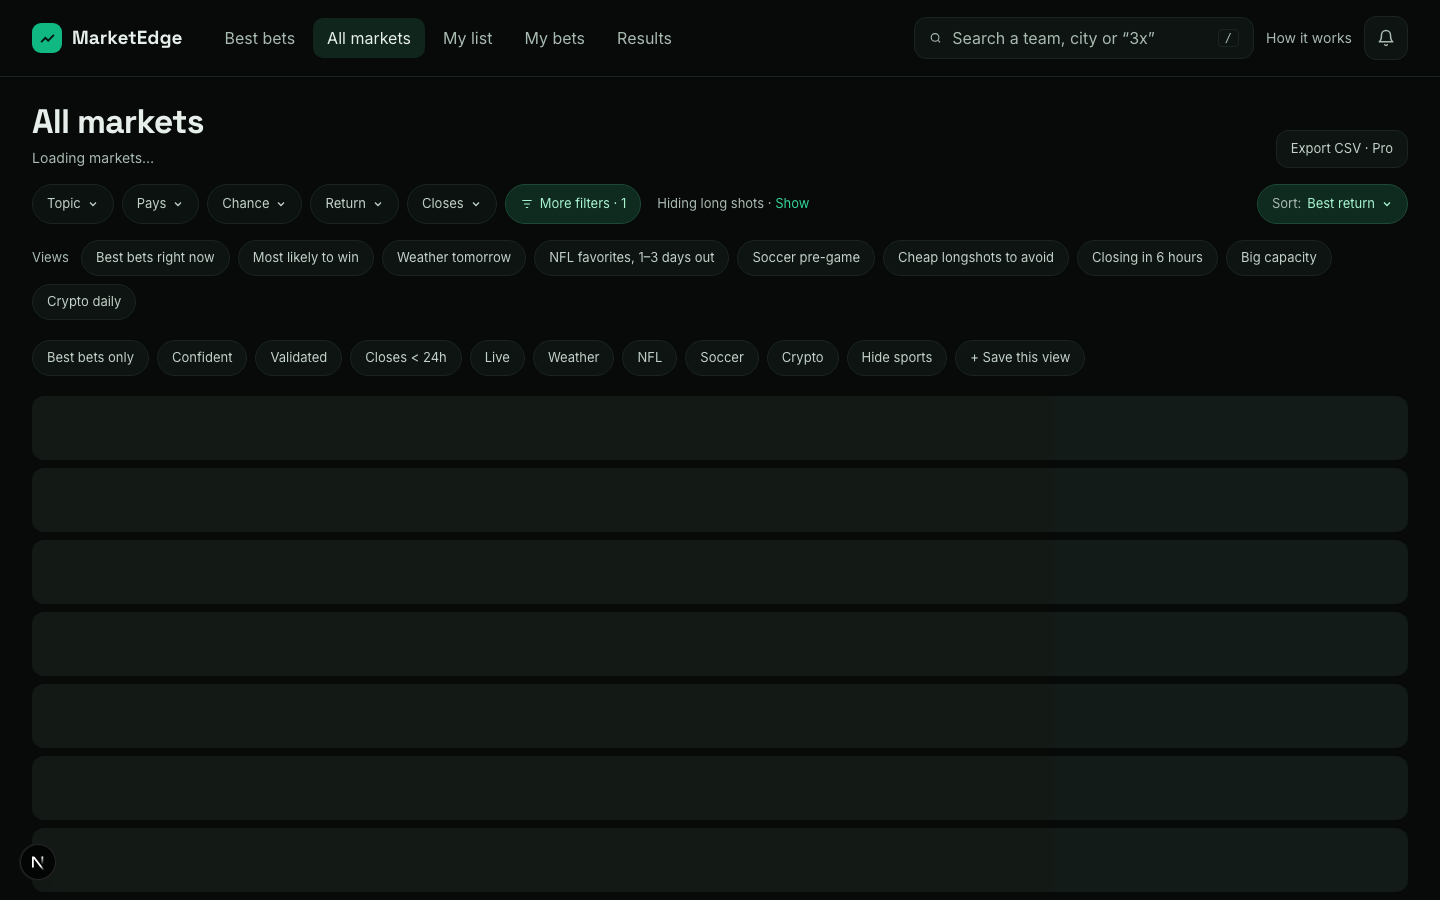 MarketEdge Best bets All markets My list My bets Results Search a team, city or “3x” / How it works
All markets
Loading markets...
Export CSV · Pro
Topic Pays Chance Return Closes More filters · 1 Hiding long shots · Show Sort: Best return
Views Best bets right now Most likely to win Weather tomorrow NFL favorites, 1–3 days out Soccer pre-game Cheap longshots to avoid Closing in 6 hours Big capacity
Crypto daily
Best bets only Confident Validated Closes < 24h Live Weather NFL Soccer Crypto Hide sports + Save this view
N